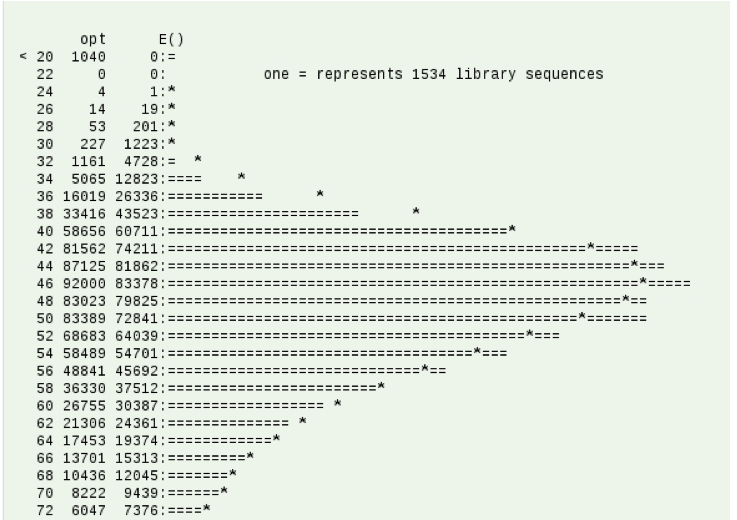 opt      E()
< 20  1040     0:=
  22     0     0:           one = represents 1534 library sequences
  24     4     1:*
  26    14    19:*
  28    53   201:*
  30   227  1223:*
  32  1161  4728:=  *
  34  5065 12823:====    *
  36 16019 26336:===========      *
  38 33416 43523:======================      *
  40 58656 60711:=======================================*
  42 81562 74211:================================================*=====
  44 87125 81862:=====================================================*===
  46 92000 83378:======================================================*=====
  48 83023 79825:====================================================*==
  50 83389 72841:===============================================*=======
  52 68683 64039:=========================================*===
  54 58489 54701:===================================*===
  56 48841 45692:=============================*==
  58 36330 37512:========================*
  60 26755 30387:================== *
  62 21306 24361:============== *
  64 17453 19374:============*
  66 13701 15313:=========*
  68 10436 12045:=======*
  70  8222  9439:======*
  72  6047  7376:====*